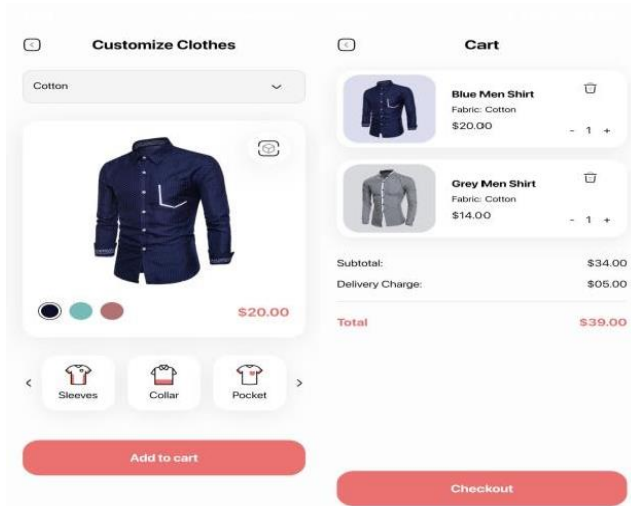 Customize Clothes
Cotton
$20.00
Sleeves
Collar
Pocket
Add to cart
Cart
Blue Men Shirt
Fabric: Cotton
$20.00
- 1 +
Grey Men Shirt
Fabric: Cotton
$14.00
- 1 +
Subtotal: $34.00
Delivery Charge: $05.00
Total $39.00
Checkout